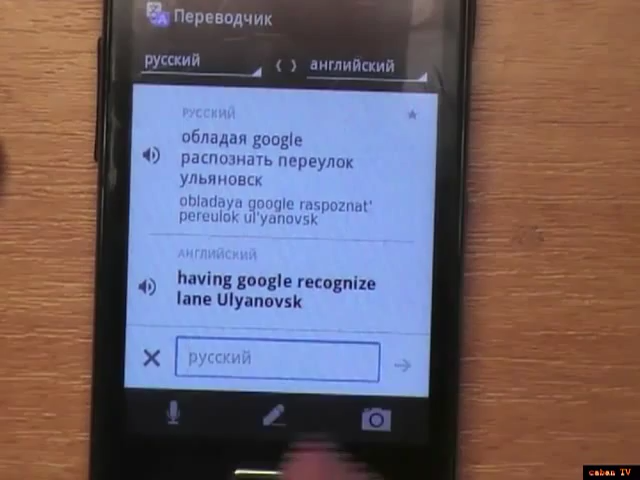 Переводчик
русский английский
РУССКИЙ
обладая google
распознать переулок
ульяновск
obladaya google raspoznat'
pereulok ul'yanovsk
АНГЛИЙСКИЙ
having google recognize
lane Ulyanovsk
русский
caban TV